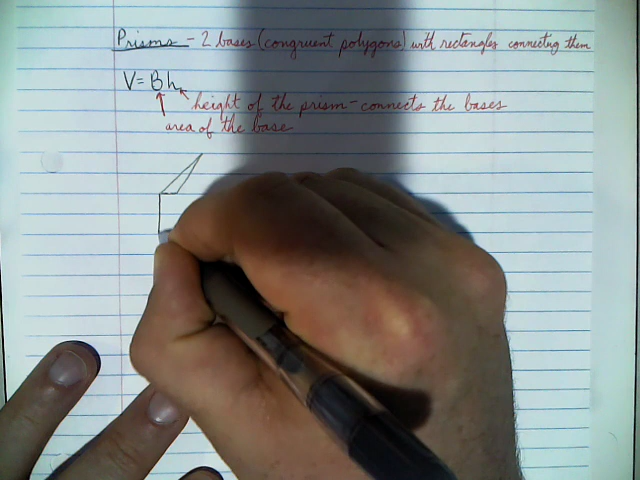 Prisms - 2 bases (congruent polygons) with rectangles connecting them
V = Bh
height of the prism - connects the bases
area of the base